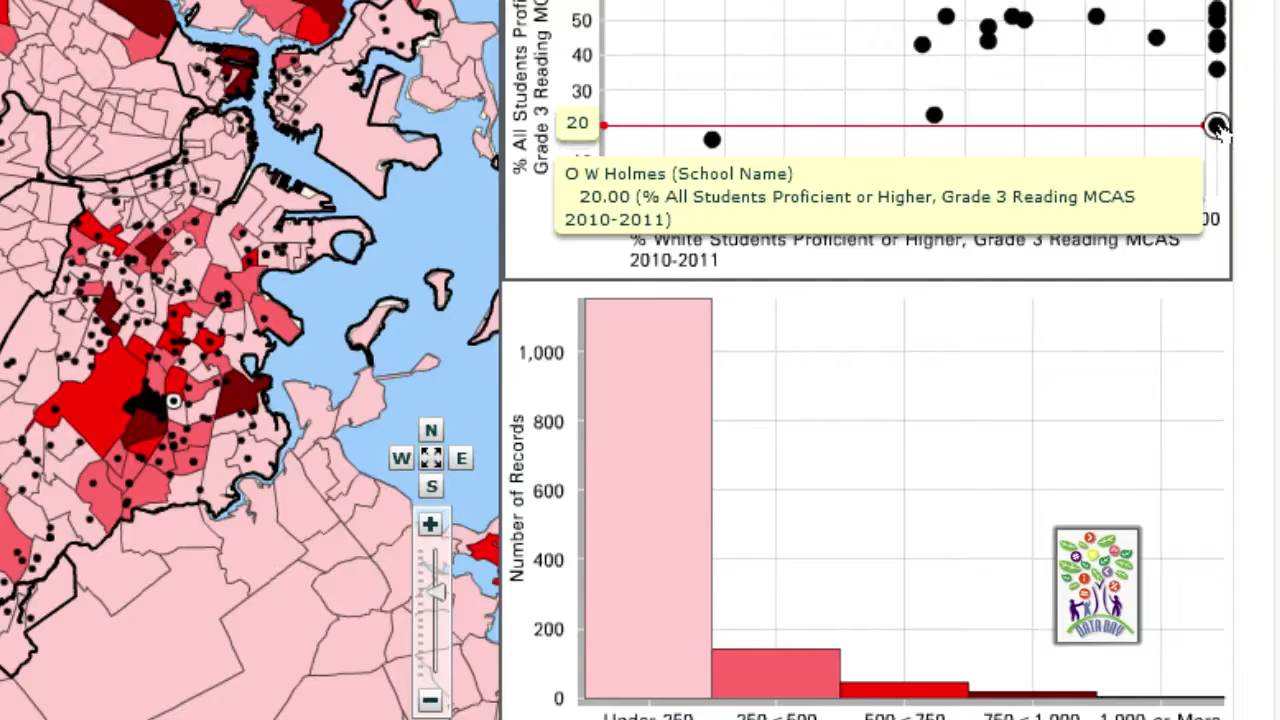 % All Students Profi
Grade 3 Reading MC
50
40
30
20
O W Holmes (School Name)
20.00 (% All Students Proficient or Higher, Grade 3 Reading MCAS
2010-2011)
00
% White Students Proficient or Higher, Grade 3 Reading MCAS
2010-2011
N
W
E
S
Number of Records
1,000
800
600
400
200
0
Under 250
250 < 500
500 < 750
750 < 1,000
1,000 or More
DATA DAY